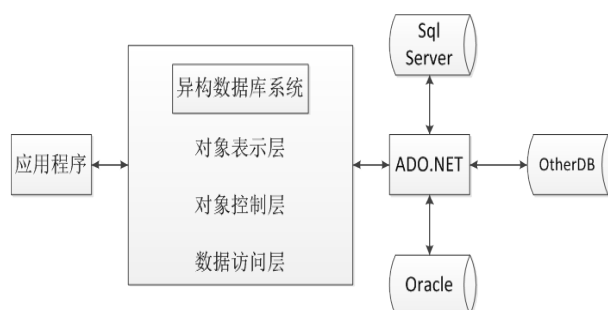 Sql
Server
异构数据库系统
对象表示层
应用程序
ADO.NET
OtherDB
对象控制层
数据访问层
Oracle